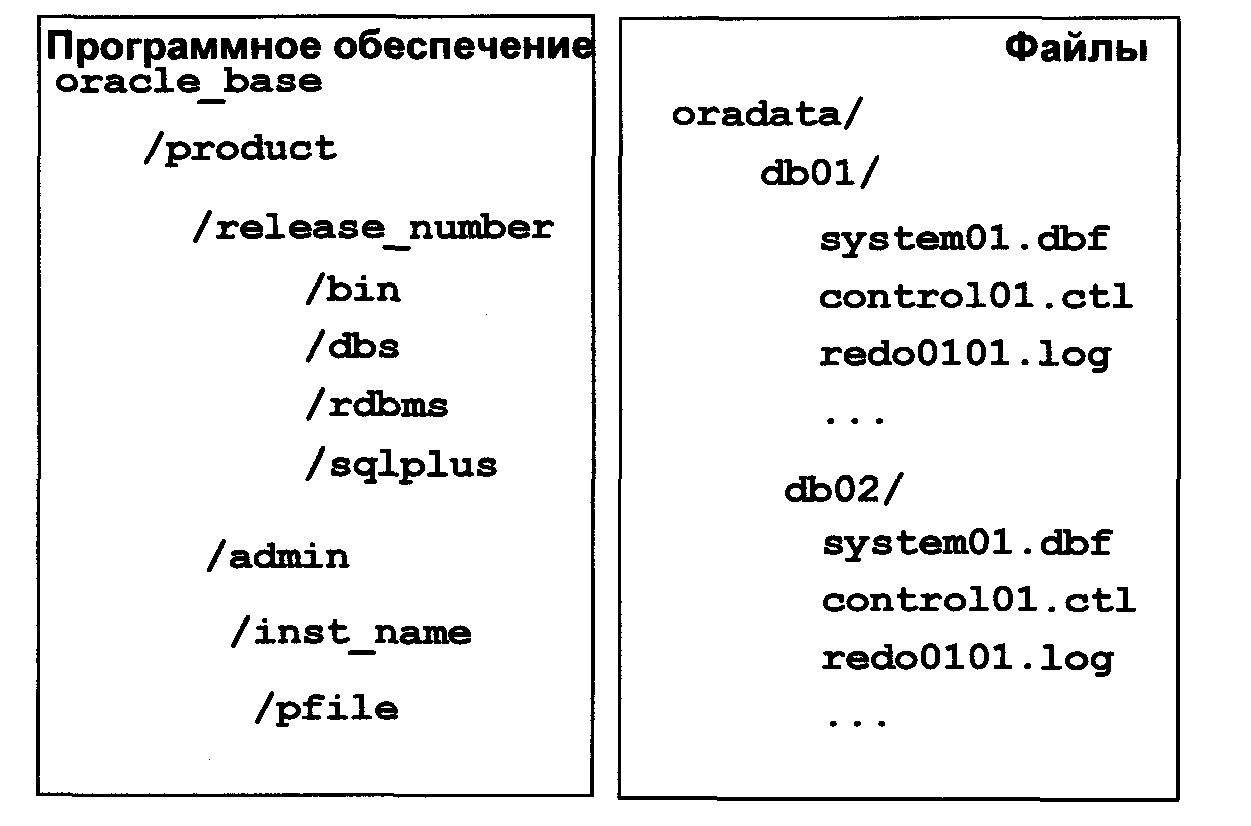 Программное обеспечение
oracle_base
/product
/release_number
/bin
/dbs
/rdbms
/sqlplus
/admin
/inst_name
/pfile
Файлы
oradata/
db01/
system01.dbf
control01.ctl
redo0101.log
...
db02/
system01.dbf
control01.ctl
redo0101.log
...